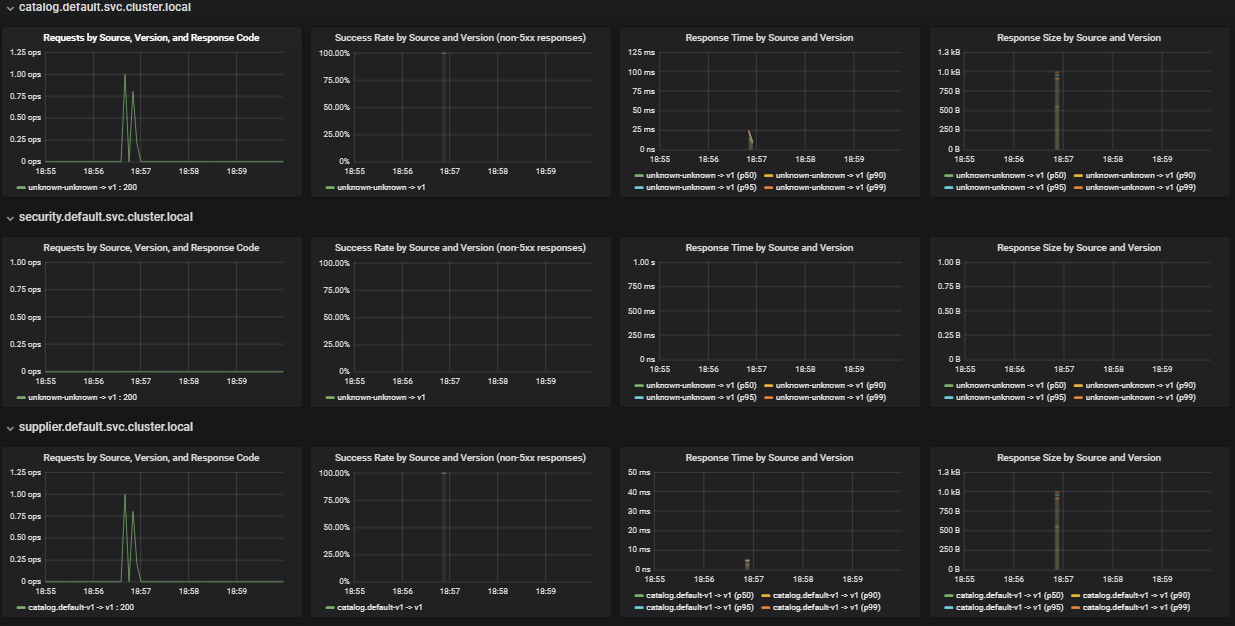 catalog.default.svc.cluster.local
Requests by Source, Version, and Response Code
1.25 ops
1.00 ops
0.75 ops
0.50 ops
0.25 ops
0 ops
18:55 18:56 18:57 18:58 18:59
unknown-unknown -> v1 : 200
Success Rate by Source and Version (non-5xx responses)
100.00%
75.00%
50.00%
25.00%
0%
18:55 18:56 18:57 18:58 18:59
unknown-unknown -> v1
Response Time by Source and Version
125 ms
100 ms
75 ms
50 ms
25 ms
0 ns
18:55 18:56 18:57 18:58 18:59
unknown-unknown -> v1 (p50) unknown-unknown -> v1 (p90)
unknown-unknown -> v1 (p95) unknown-unknown -> v1 (p99)
Response Size by Source and Version
1.3 kB
1.0 kB
750 B
500 B
250 B
0 B
18:55 18:56 18:57 18:58 18:59
unknown-unknown -> v1 (p50) unknown-unknown -> v1 (p90)
unknown-unknown -> v1 (p95) unknown-unknown -> v1 (p99)
security.default.svc.cluster.local
Requests by Source, Version, and Response Code
1.00 ops
0.75 ops
0.50 ops
0.25 ops
0 ops
18:55 18:56 18:57 18:58 18:59
unknown-unknown -> v1 : 200
Success Rate by Source and Version (non-5xx responses)
100.00%
75.00%
50.00%
25.00%
0%
18:55 18:56 18:57 18:58 18:59
unknown-unknown -> v1
Response Time by Source and Version
1.00 s
750 ms
500 ms
250 ms
0 ns
18:55 18:56 18:57 18:58 18:59
unknown-unknown -> v1 (p50) unknown-unknown -> v1 (p90)
unknown-unknown -> v1 (p95) unknown-unknown -> v1 (p99)
Response Size by Source and Version
1.00 B
0.75 B
0.50 B
0.25 B
0 B
18:55 18:56 18:57 18:58 18:59
unknown-unknown -> v1 (p50) unknown-unknown -> v1 (p90)
unknown-unknown -> v1 (p95) unknown-unknown -> v1 (p99)
supplier.default.svc.cluster.local
Requests by Source, Version, and Response Code
1.25 ops
1.00 ops
0.75 ops
0.50 ops
0.25 ops
0 ops
18:55 18:56 18:57 18:58 18:59
catalog.default-v1 -> v1 : 200
Success Rate by Source and Version (non-5xx responses)
100.00%
75.00%
50.00%
25.00%
0%
18:55 18:56 18:57 18:58 18:59
catalog.default-v1 -> v1
Response Time by Source and Version
50 ms
40 ms
30 ms
20 ms
10 ms
0 ns
18:55 18:56 18:57 18:58 18:59
catalog.default-v1 -> v1 (p50) catalog.default-v1 -> v1 (p90)
catalog.default-v1 -> v1 (p95) catalog.default-v1 -> v1 (p99)
Response Size by Source and Version
1.3 kB
1.0 kB
750 B
500 B
250 B
0 B
18:55 18:56 18:57 18:58 18:59
catalog.default-v1 -> v1 (p50) catalog.default-v1 -> v1 (p90)
catalog.default-v1 -> v1 (p95) catalog.default-v1 -> v1 (p99)